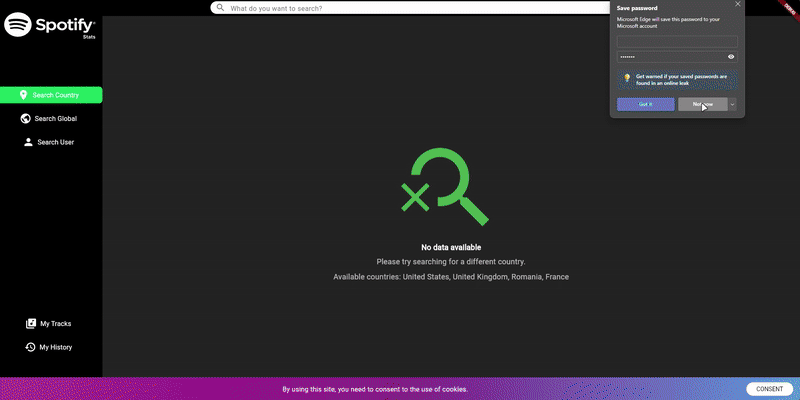 Spotify
Stats
What do you want to search?
Save password
Microsoft Edge will save this password to your
Microsoft account
Get warned if your saved passwords are
found in an online leak
Got it
Not now
DEBUG
Search Country
Search Global
Search User
No data available
Please try searching for a different country.
Available countries: United States, United Kingdom, Romania, France
My Tracks
My History
By using this site, you need to consent to the use of cookies.
CONSENT